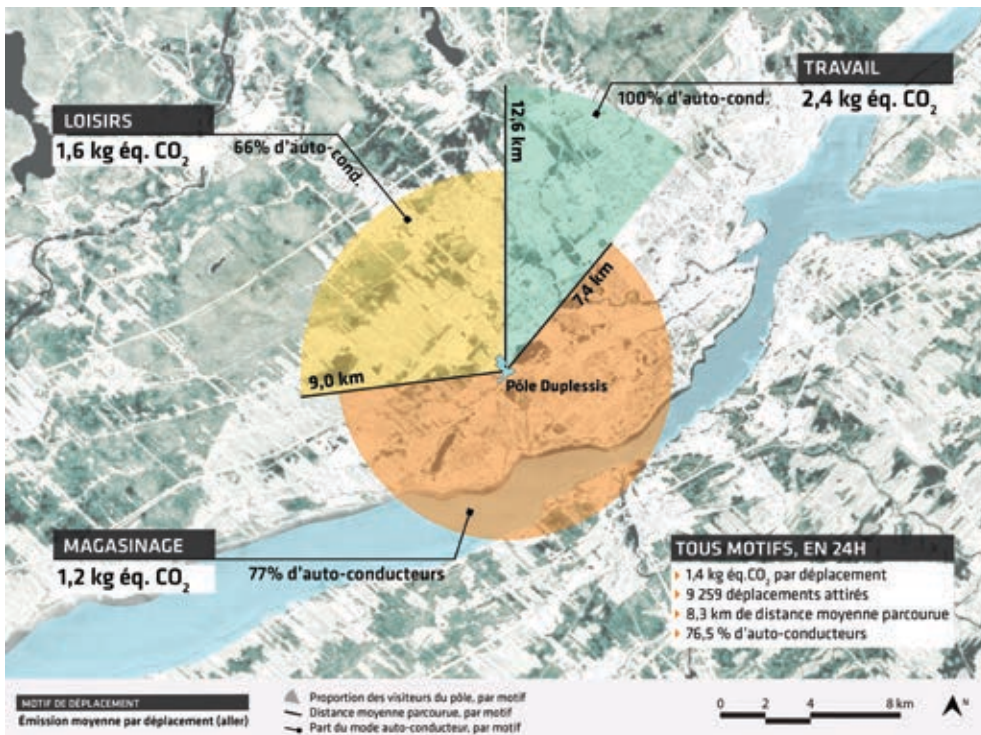 TRAVAIL
2,4 kg éq. CO₂
100% d'auto-cond.
12,6 km
LOISIRS
1,6 kg éq. CO₂
66% d'auto-cond.
7,4 km
9,0 km
Pôle Duplessis
MAGASINAGE
1,2 kg éq. CO₂
77% d'auto-conducteurs
TOUS MOTIFS, EN 24H
1,4 kg éq.CO₂ par déplacement
9 259 déplacements attirés
8,3 km de distance moyenne parcourue
76,5 % d'auto-conducteurs
MOTIF DE DÉPLACEMENT
Émission moyenne par déplacement (aller)
Proportion des visiteurs du pôle, par motif
Distance moyenne parcourue, par motif
Part du mode auto-conducteur, par motif
0 2 4 8 km
N